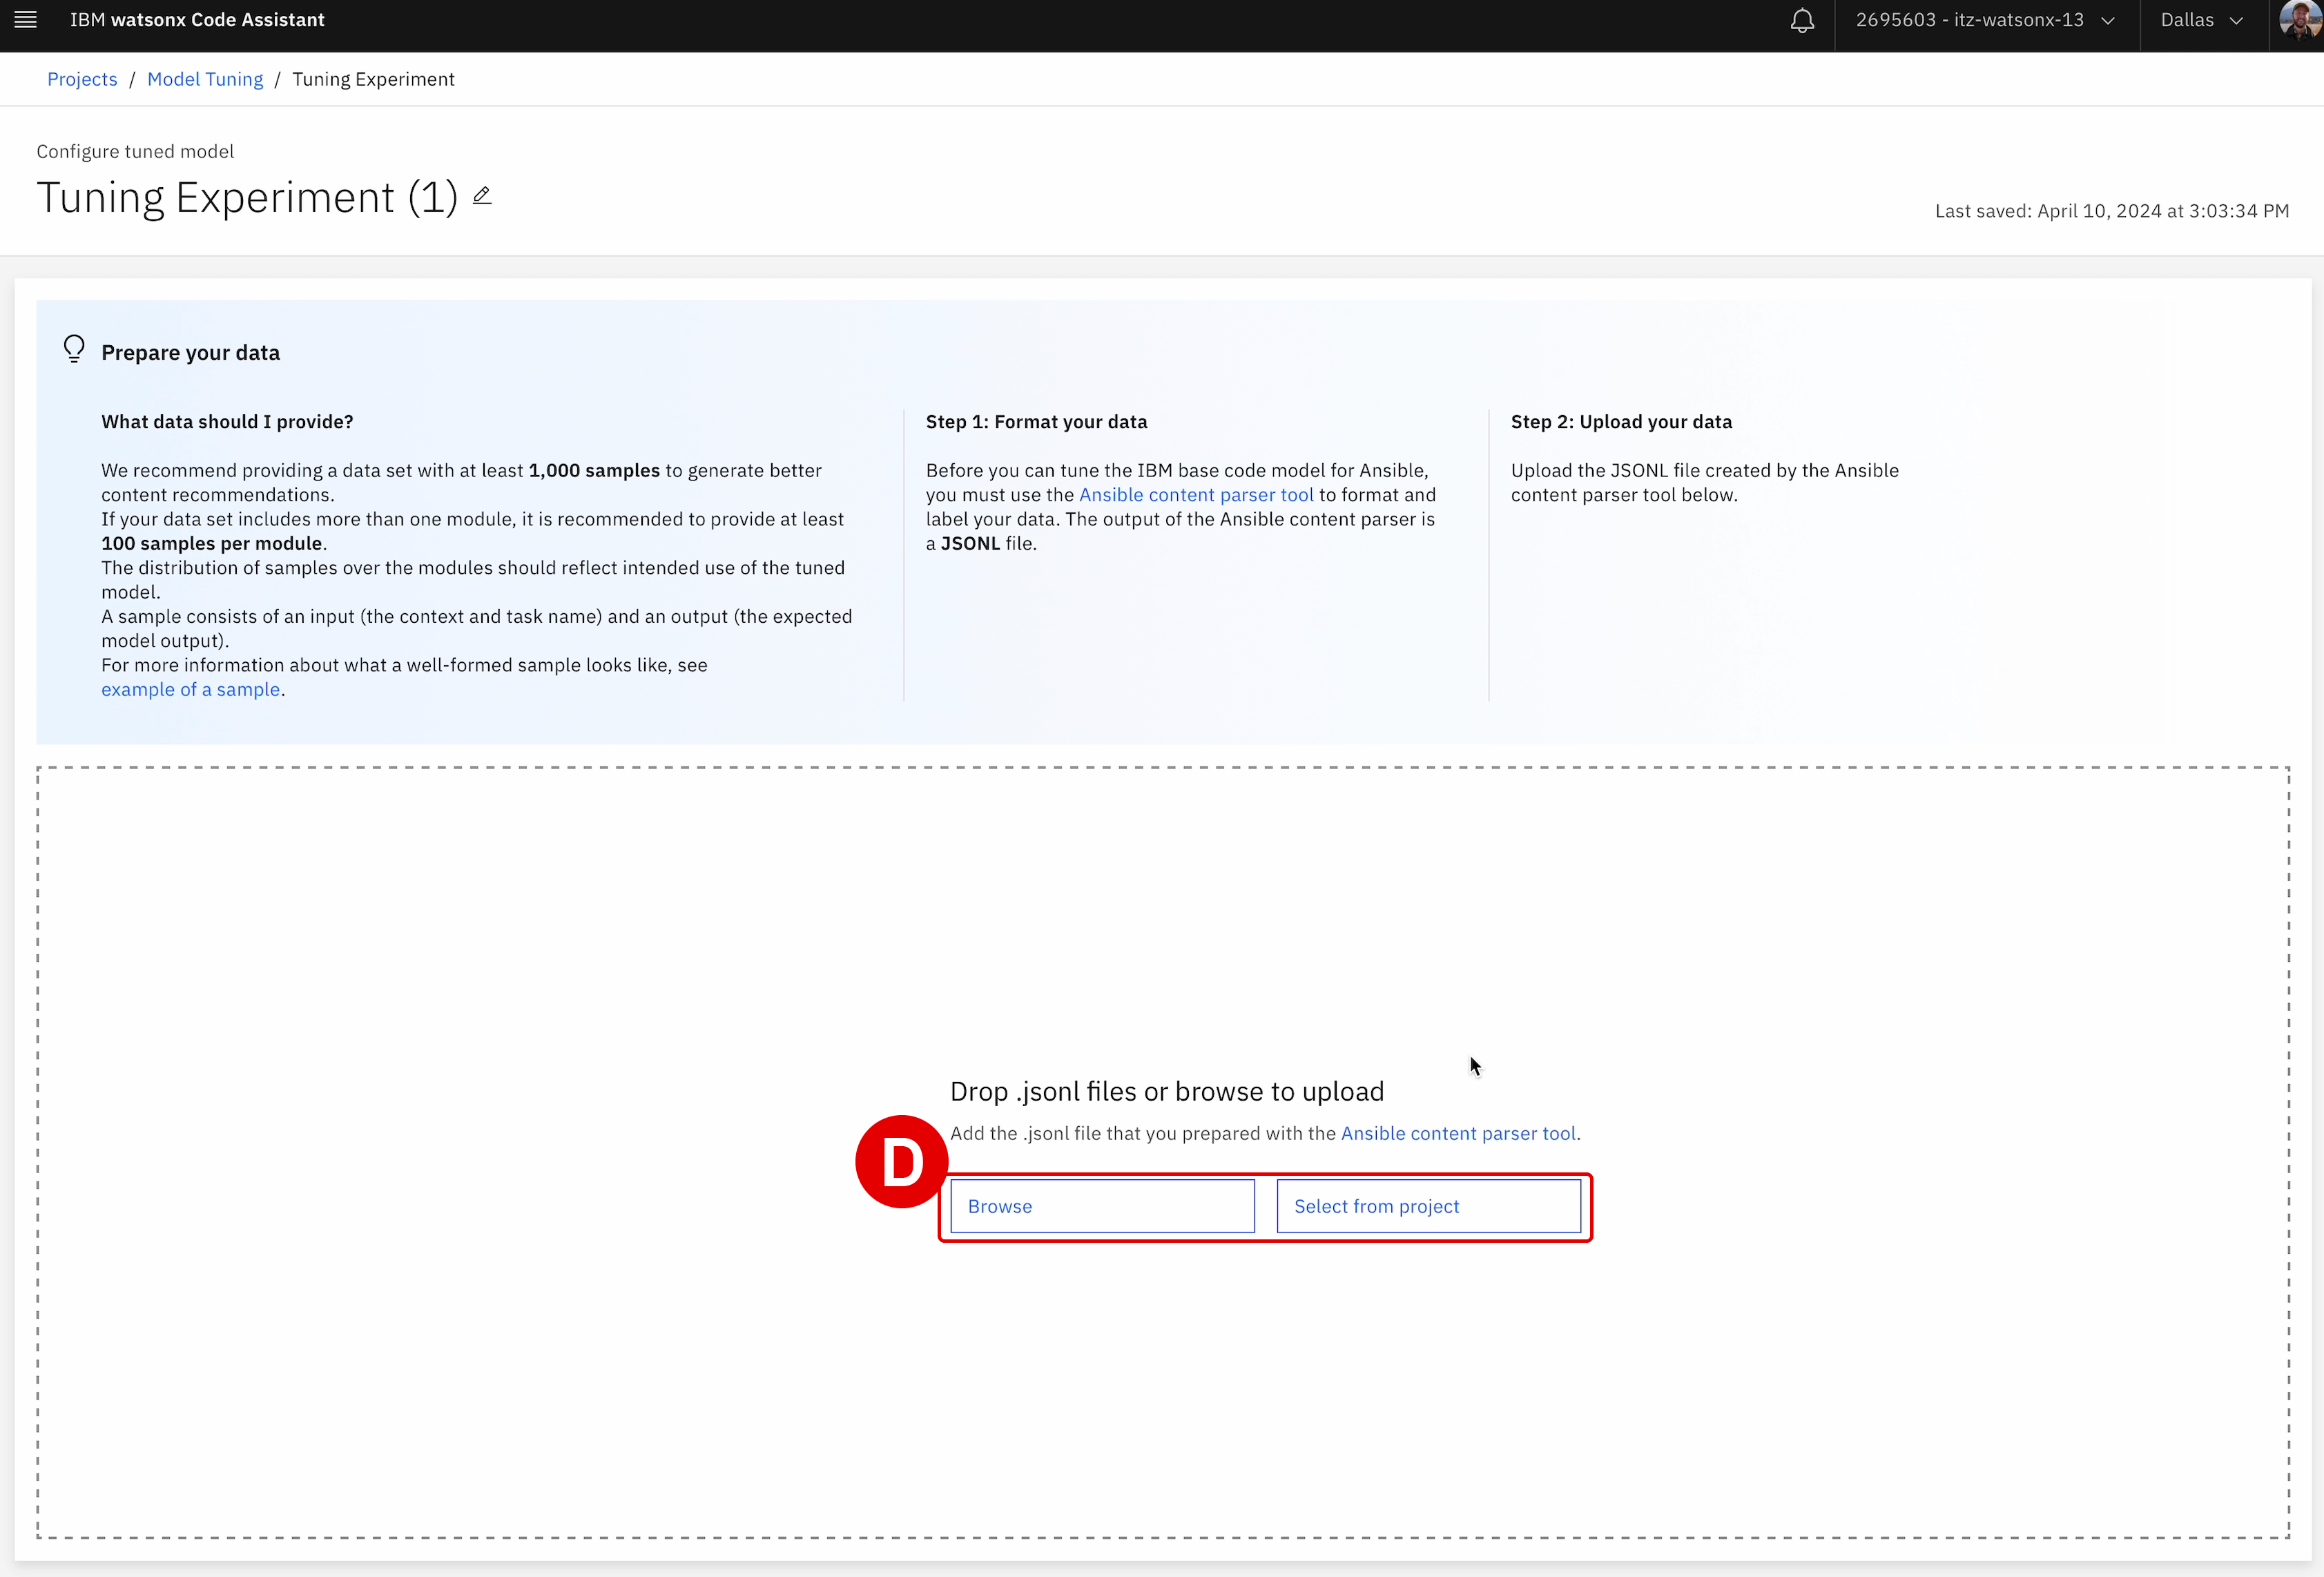 IBM watsonx Code Assistant
2695603 - itz-watsonx-13
Dallas
Projects / Model Tuning / Tuning Experiment
Configure tuned model
Tuning Experiment (1)
Last saved: April 10, 2024 at 3:03:34 PM
Prepare your data
What data should I provide?
We recommend providing a data set with at least 1,000 samples to generate better
content recommendations.
If your data set includes more than one module, it is recommended to provide at least
100 samples per module.
The distribution of samples over the modules should reflect intended use of the tuned
model.
A sample consists of an input (the context and task name) and an output (the expected
model output).
For more information about what a well-formed sample looks like, see
example of a sample.
Step 1: Format your data
Before you can tune the IBM base code model for Ansible,
you must use the Ansible content parser tool to format and
label your data. The output of the Ansible content parser is
a JSONL file.
Step 2: Upload your data
Upload the JSONL file created by the Ansible
content parser tool below.
Drop .jsonl files or browse to upload
Add the .jsonl file that you prepared with the Ansible content parser tool.
D
Browse
Select from project